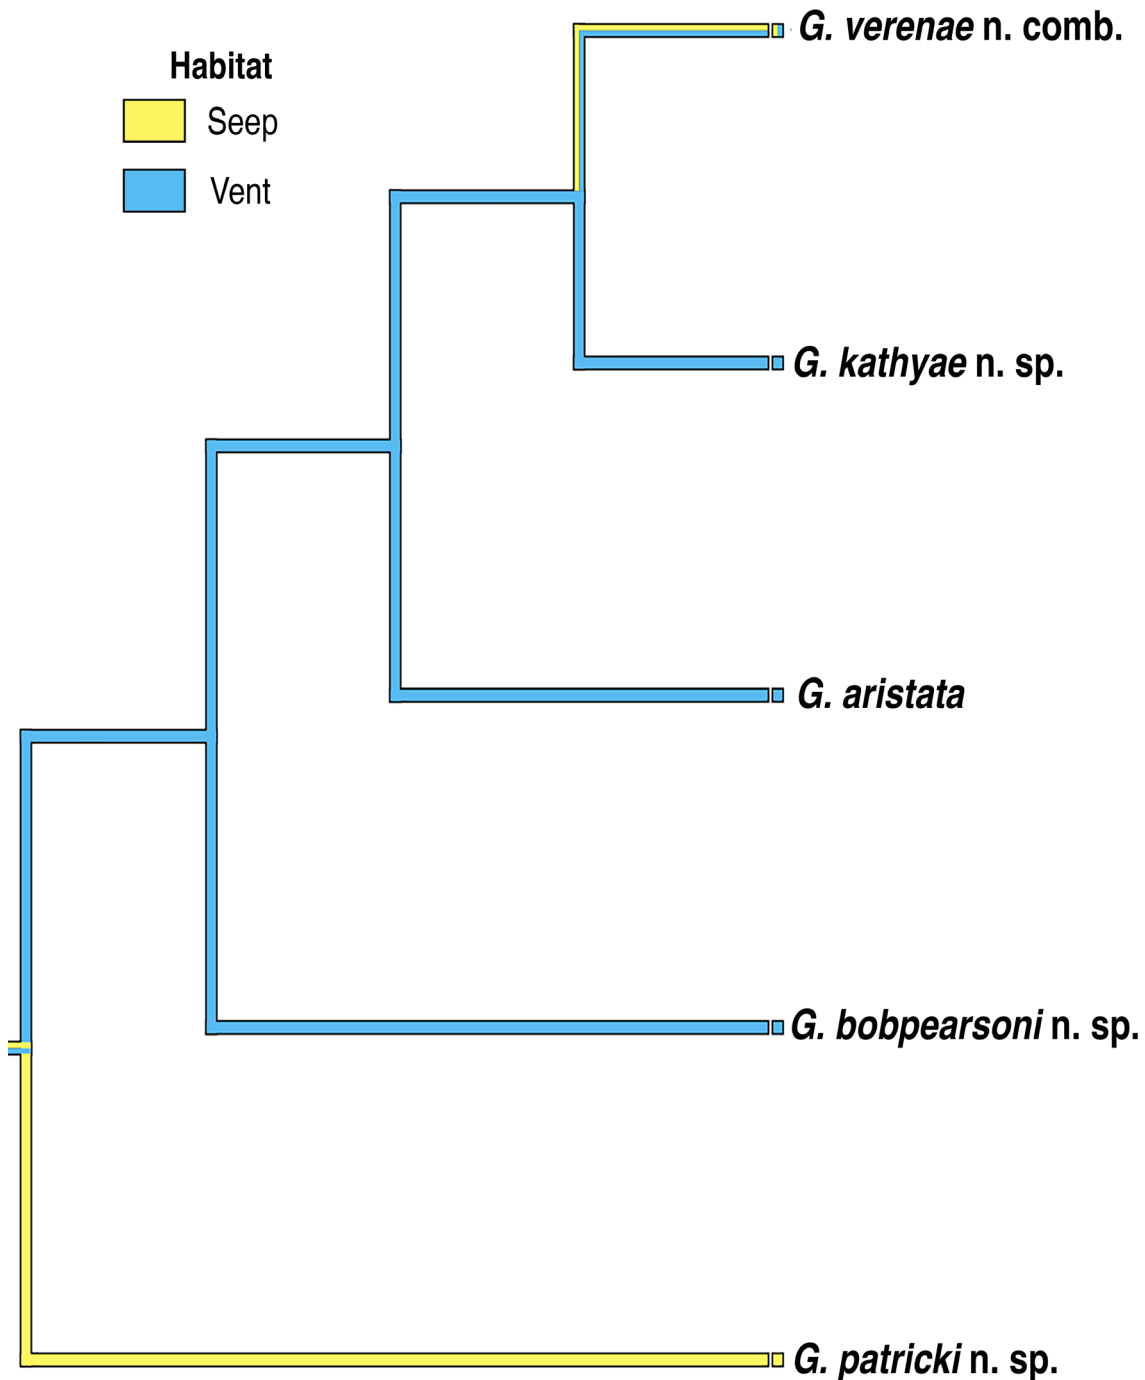 G. verenae n. comb.
Habitat
Seep
Vent
G. kathyae n. sp.
G. aristata
G. bobpearsoni n. sp.
G. patricki n. sp.